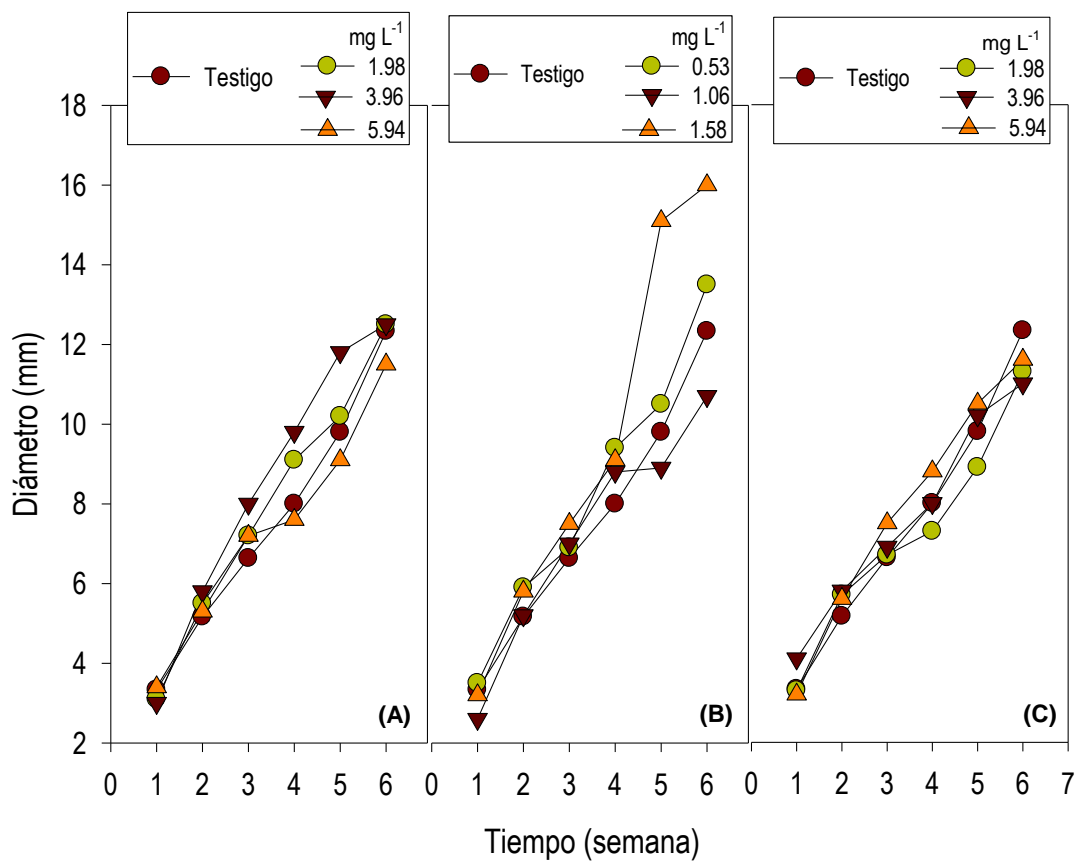 mg L-1
Testigo
1.98
3.96
5.94
mg L-1
Testigo
0.53
1.06
1.58
mg L-1
Testigo
1.98
3.96
5.94
18
16
14
12
10
8
6
4
2
Diámetro (mm)
(A)
(B)
(C)
0 1 2 3 4 5 6 0 1 2 3 4 5 6 0 1 2 3 4 5 6 7
Tiempo (semana)